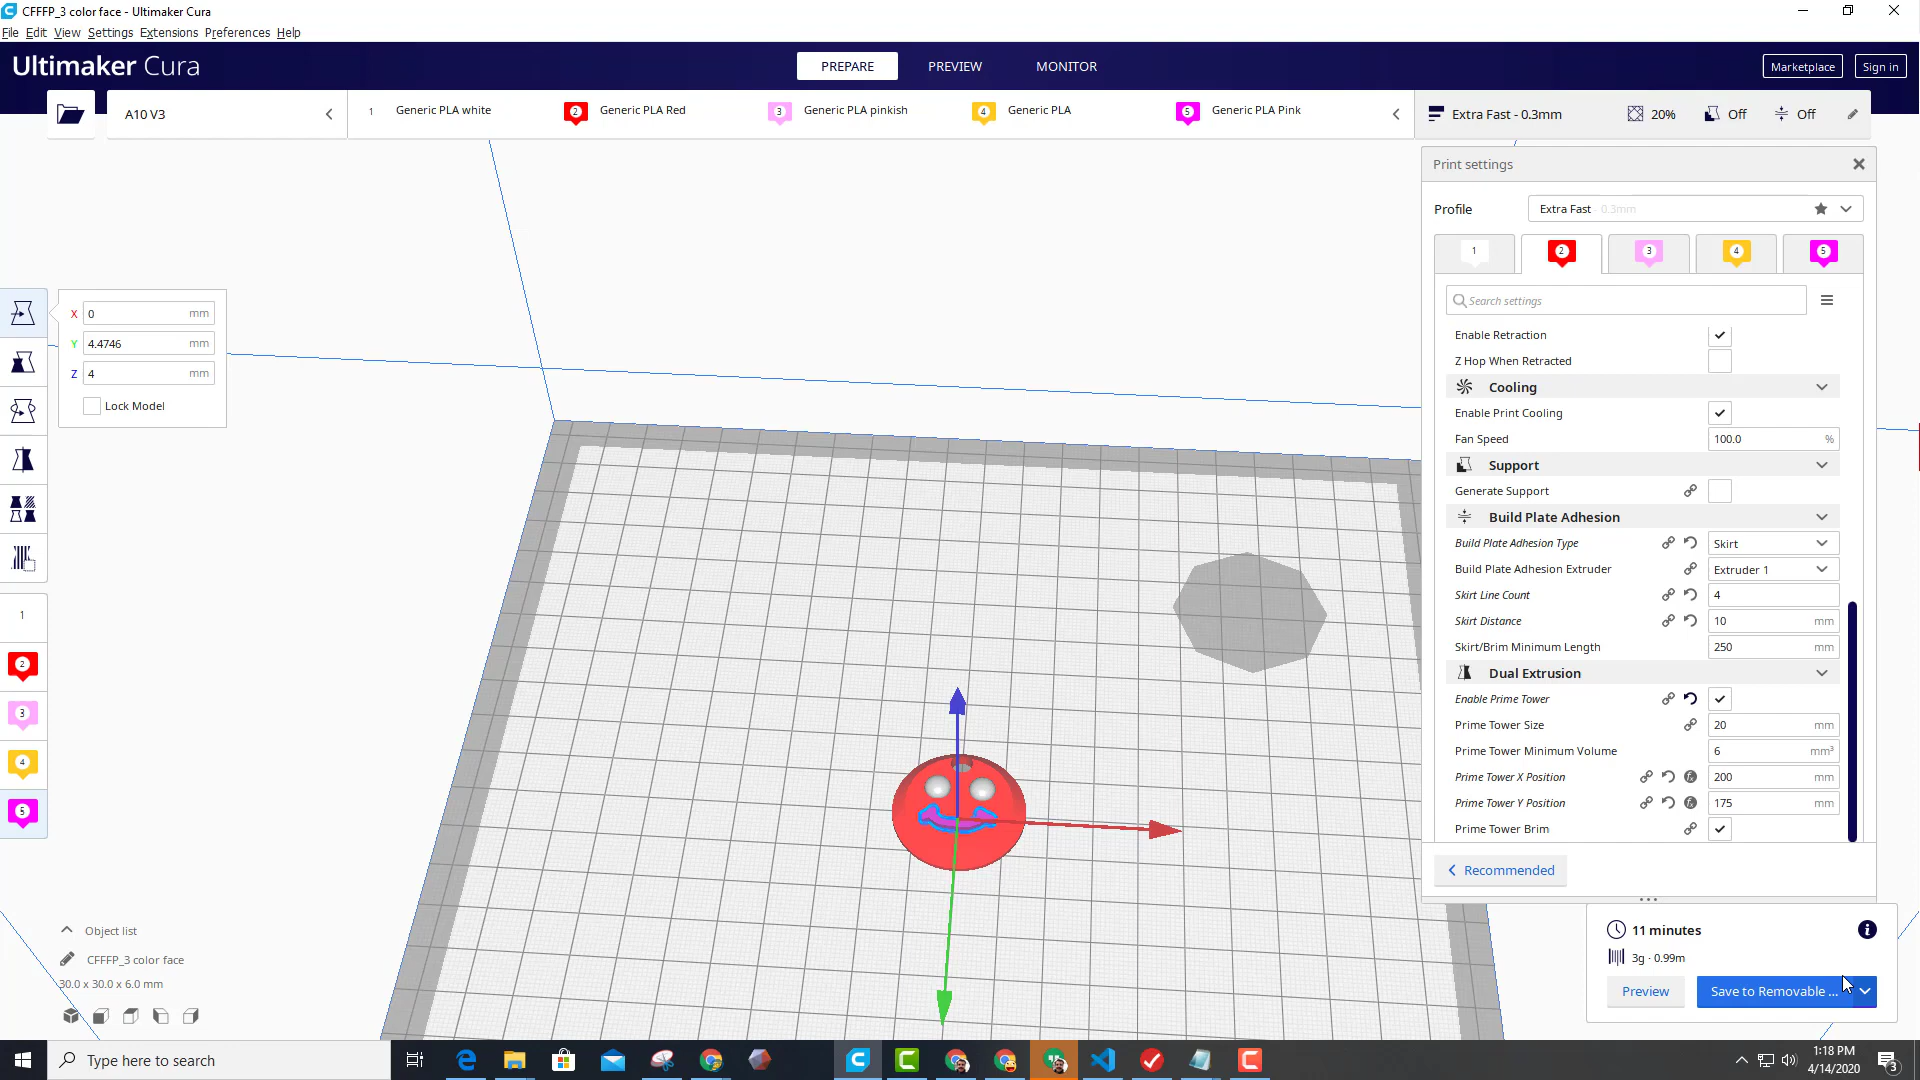 CFFFP_3 color face - Ultimaker Cura
File Edit View Settings Extensions Preferences Help
Ultimaker Cura
PREPARE PREVIEW MONITOR
Marketplace Sign in
A10 V3
1 Generic PLA white
2 Generic PLA Red
3 Generic PLA pinkish
4 Generic PLA
5 Generic PLA Pink
Extra Fast - 0.3mm 20% Off Off
Print settings
Profile Extra Fast - 0.3mm
1 2 3 4 5
Search settings
Enable Retraction
Z Hop When Retracted
Cooling
Enable Print Cooling
Fan Speed 100.0 %
Support
Generate Support
Build Plate Adhesion
Build Plate Adhesion Type Skirt
Build Plate Adhesion Extruder Extruder 1
Skirt Line Count 4
Skirt Distance 10 mm
Skirt/Brim Minimum Length 250 mm
Dual Extrusion
Enable Prime Tower
Prime Tower Size 20 mm
Prime Tower Minimum Volume 6 mm³
Prime Tower X Position 200 mm
Prime Tower Y Position 175 mm
Prime Tower Brim
Recommended
X 0 mm
Y 4.4746 mm
Z 4 mm
Lock Model
1
2
3
4
5
Object list
CFFFP_3 color face
30.0 x 30.0 x 6.0 mm
11 minutes
3g · 0.99m
Preview Save to Removable ...
Type here to search
1:18 PM
4/14/2020
3